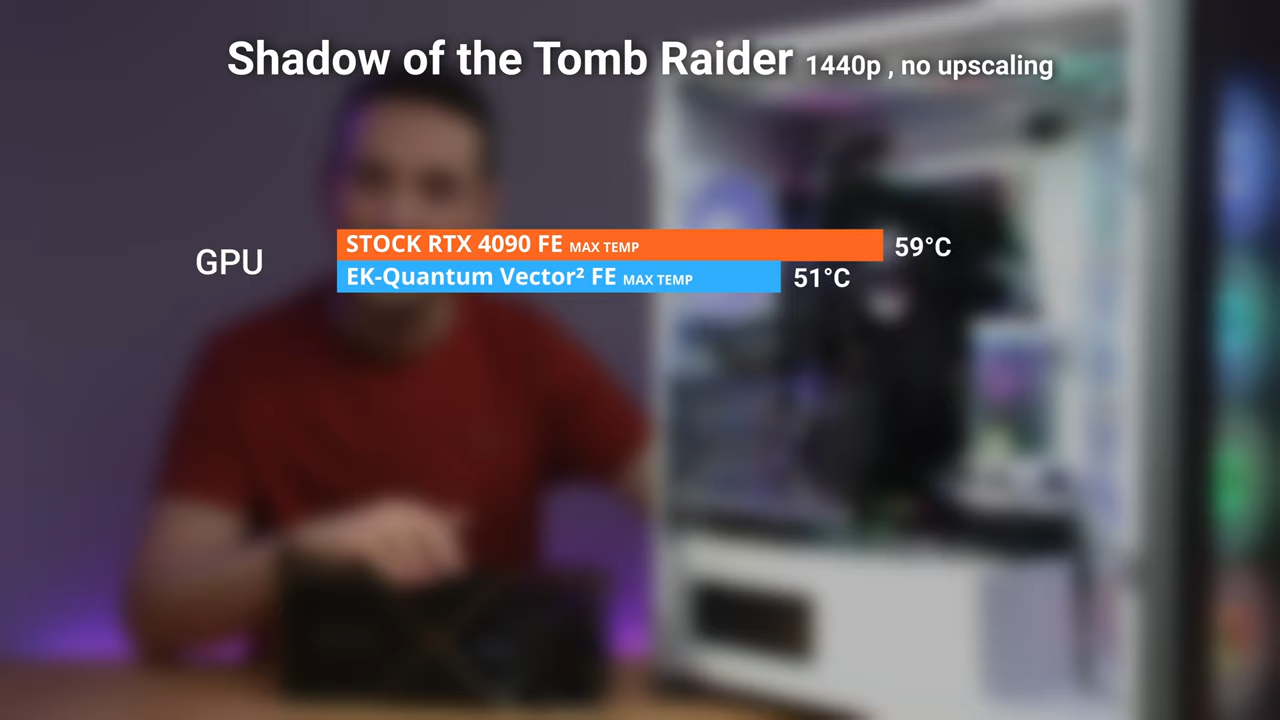 Shadow of the Tomb Raider 1440p , no upscaling
GPU
STOCK RTX 4090 FE MAX TEMP 59°C
EK-Quantum Vector² FE MAX TEMP 51°C